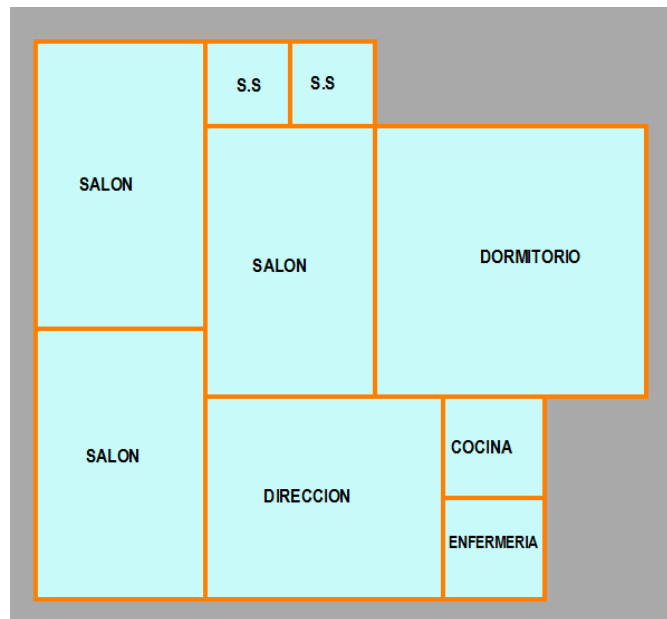 S.S
S.S
SALON
SALON
DORMITORIO
SALON
DIRECCION
COCINA
ENFERMERIA